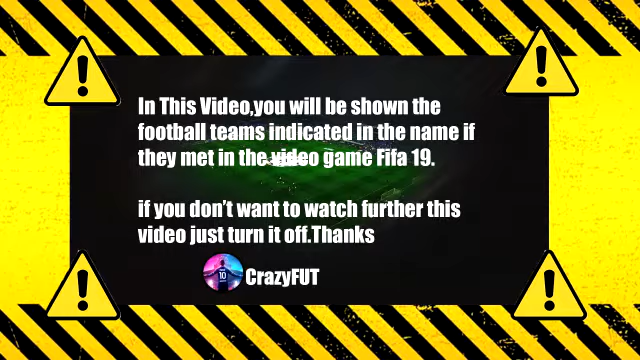 In This Video,you will be shown the
football teams indicated in the name if
they met in the video game Fifa 19.
if you don't want to watch further this
video just turn it off.Thanks
10
CrazyFUT